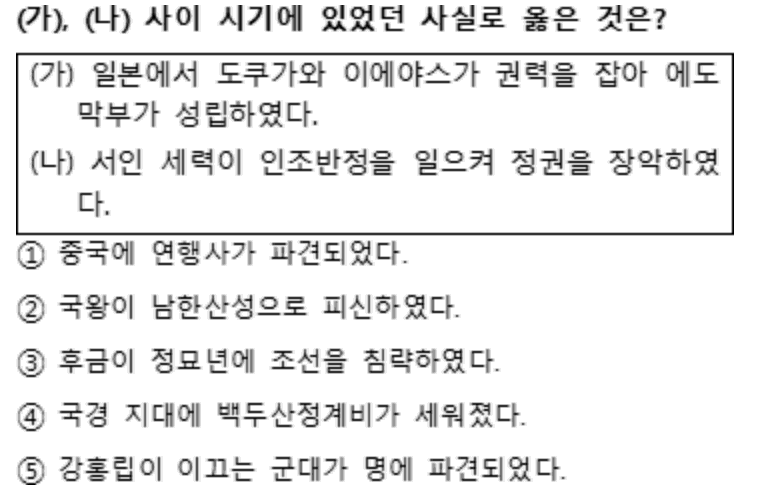 (가), (나) 사이 시기에 있었던 사실로 옳은 것은?
(가) 일본에서 도쿠가와 이에야스가 권력을 잡아 에도
막부가 성립하였다.
(나) 서인 세력이 인조반정을 일으켜 정권을 장악하였
다.
① 중국에 연행사가 파견되었다.
② 국왕이 남한산성으로 피신하였다.
③ 후금이 정묘년에 조선을 침략하였다.
④ 국경 지대에 백두산정계비가 세워졌다.
⑤ 강홍립이 이끄는 군대가 명에 파견되었다.